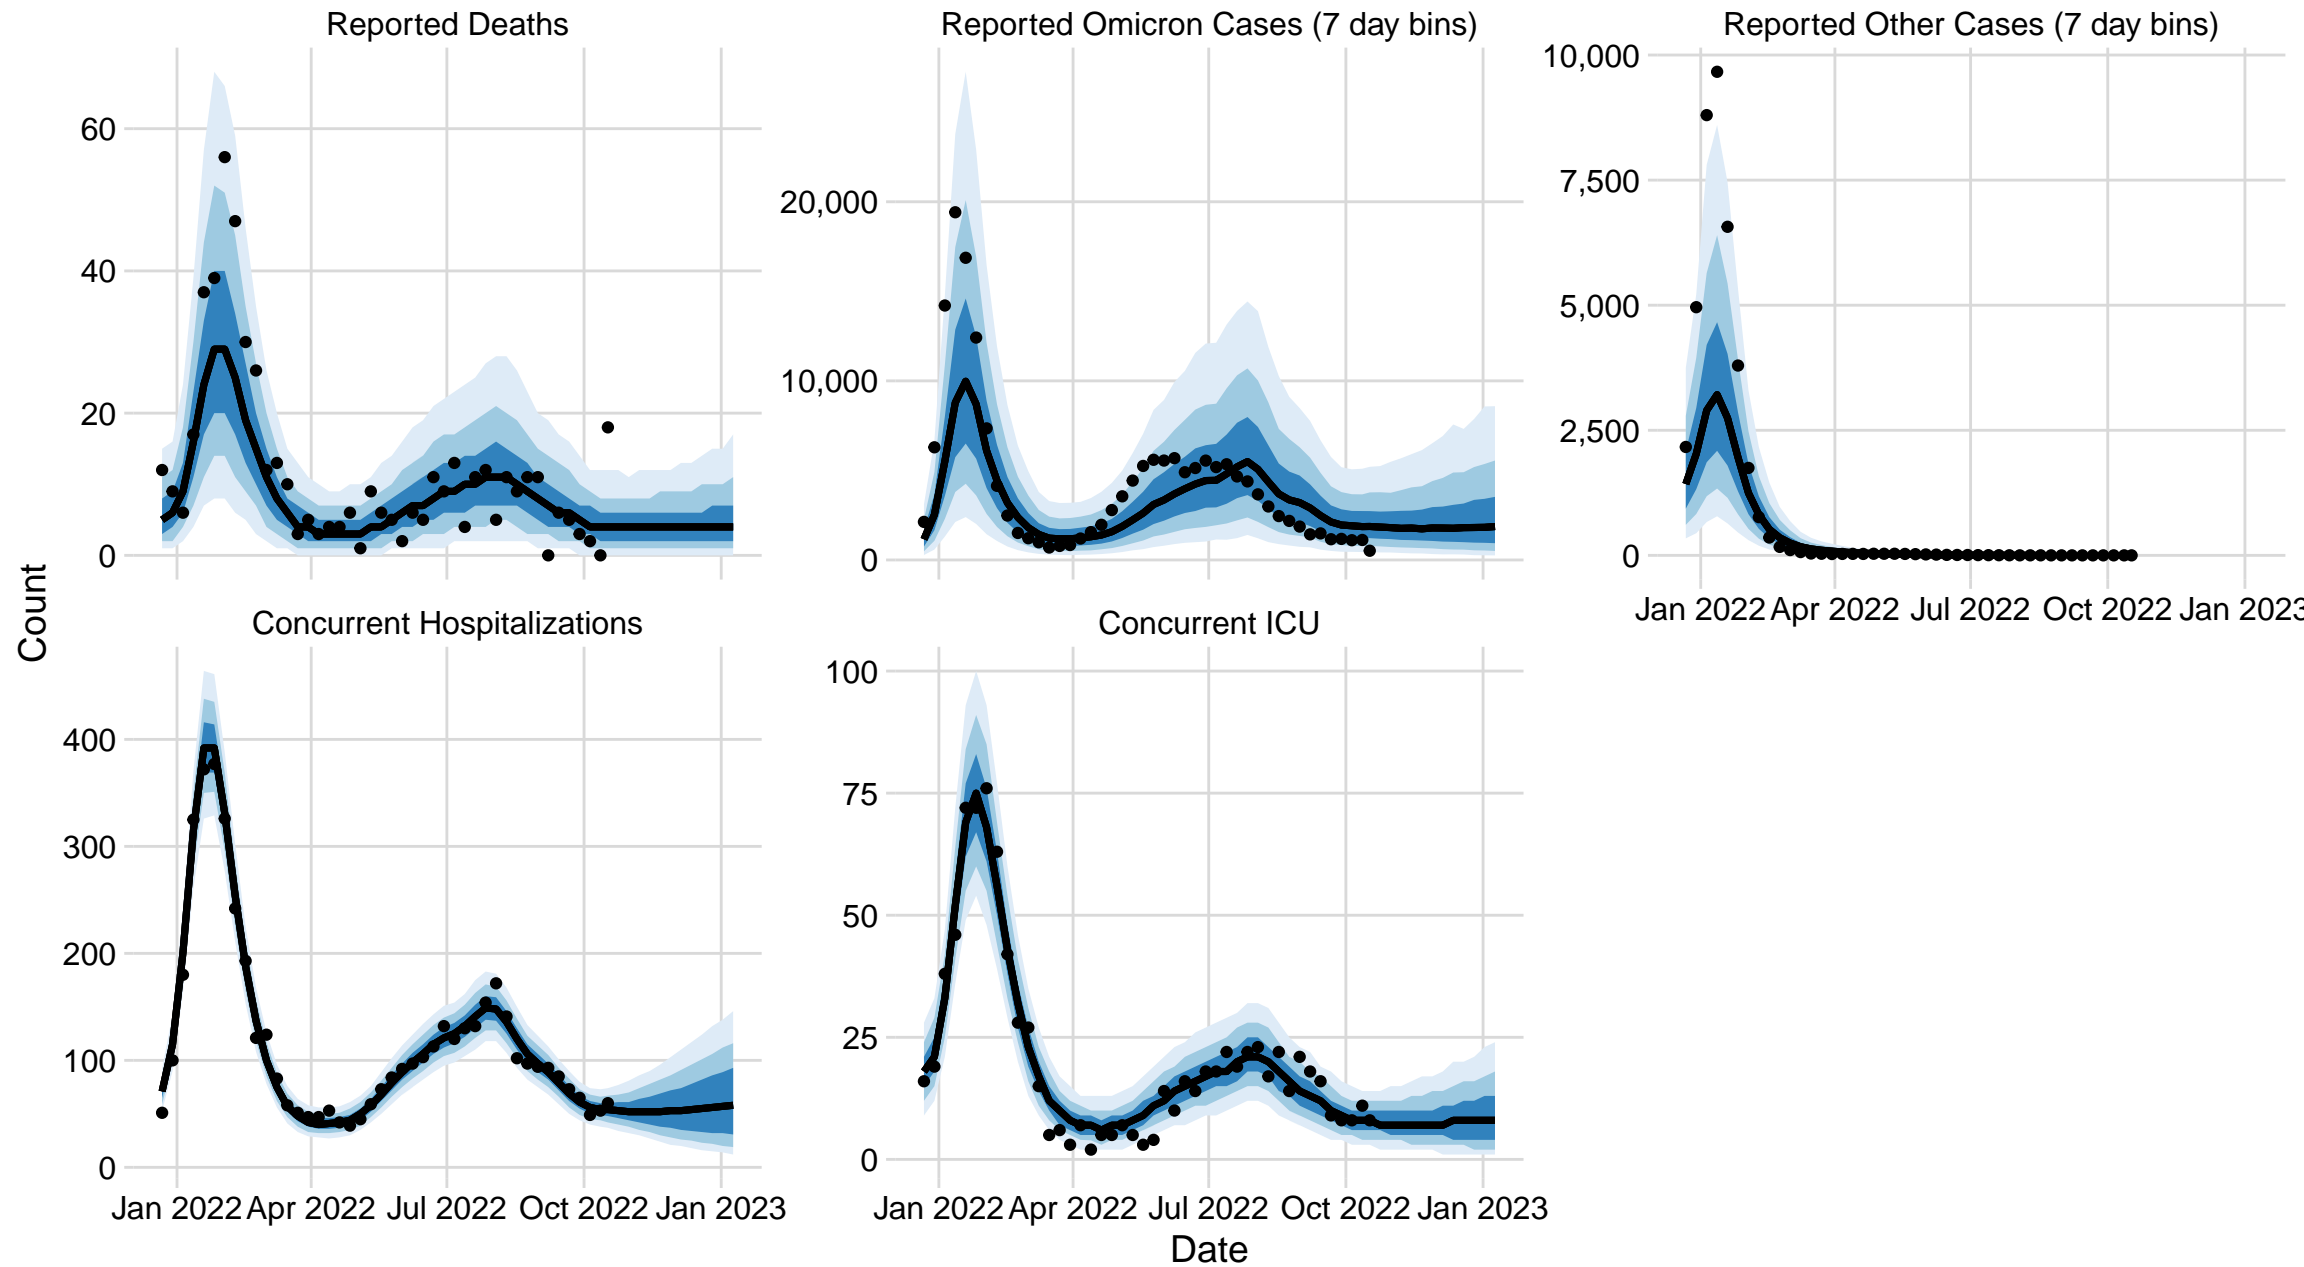 Reported Deaths
Reported Omicron Cases (7 day bins)
Reported Other Cases (7 day bins)
60
40
20
0
20,000
10,000
0
10,000
7,500
5,000
2,500
0
Jan 2022 Apr 2022 Jul 2022 Oct 2022 Jan 2023
Count
Concurrent Hospitalizations
Concurrent ICU
400
300
200
100
0
100
75
50
25
0
Jan 2022 Apr 2022 Jul 2022 Oct 2022 Jan 2023
Jan 2022 Apr 2022 Jul 2022 Oct 2022 Jan 2023
Date